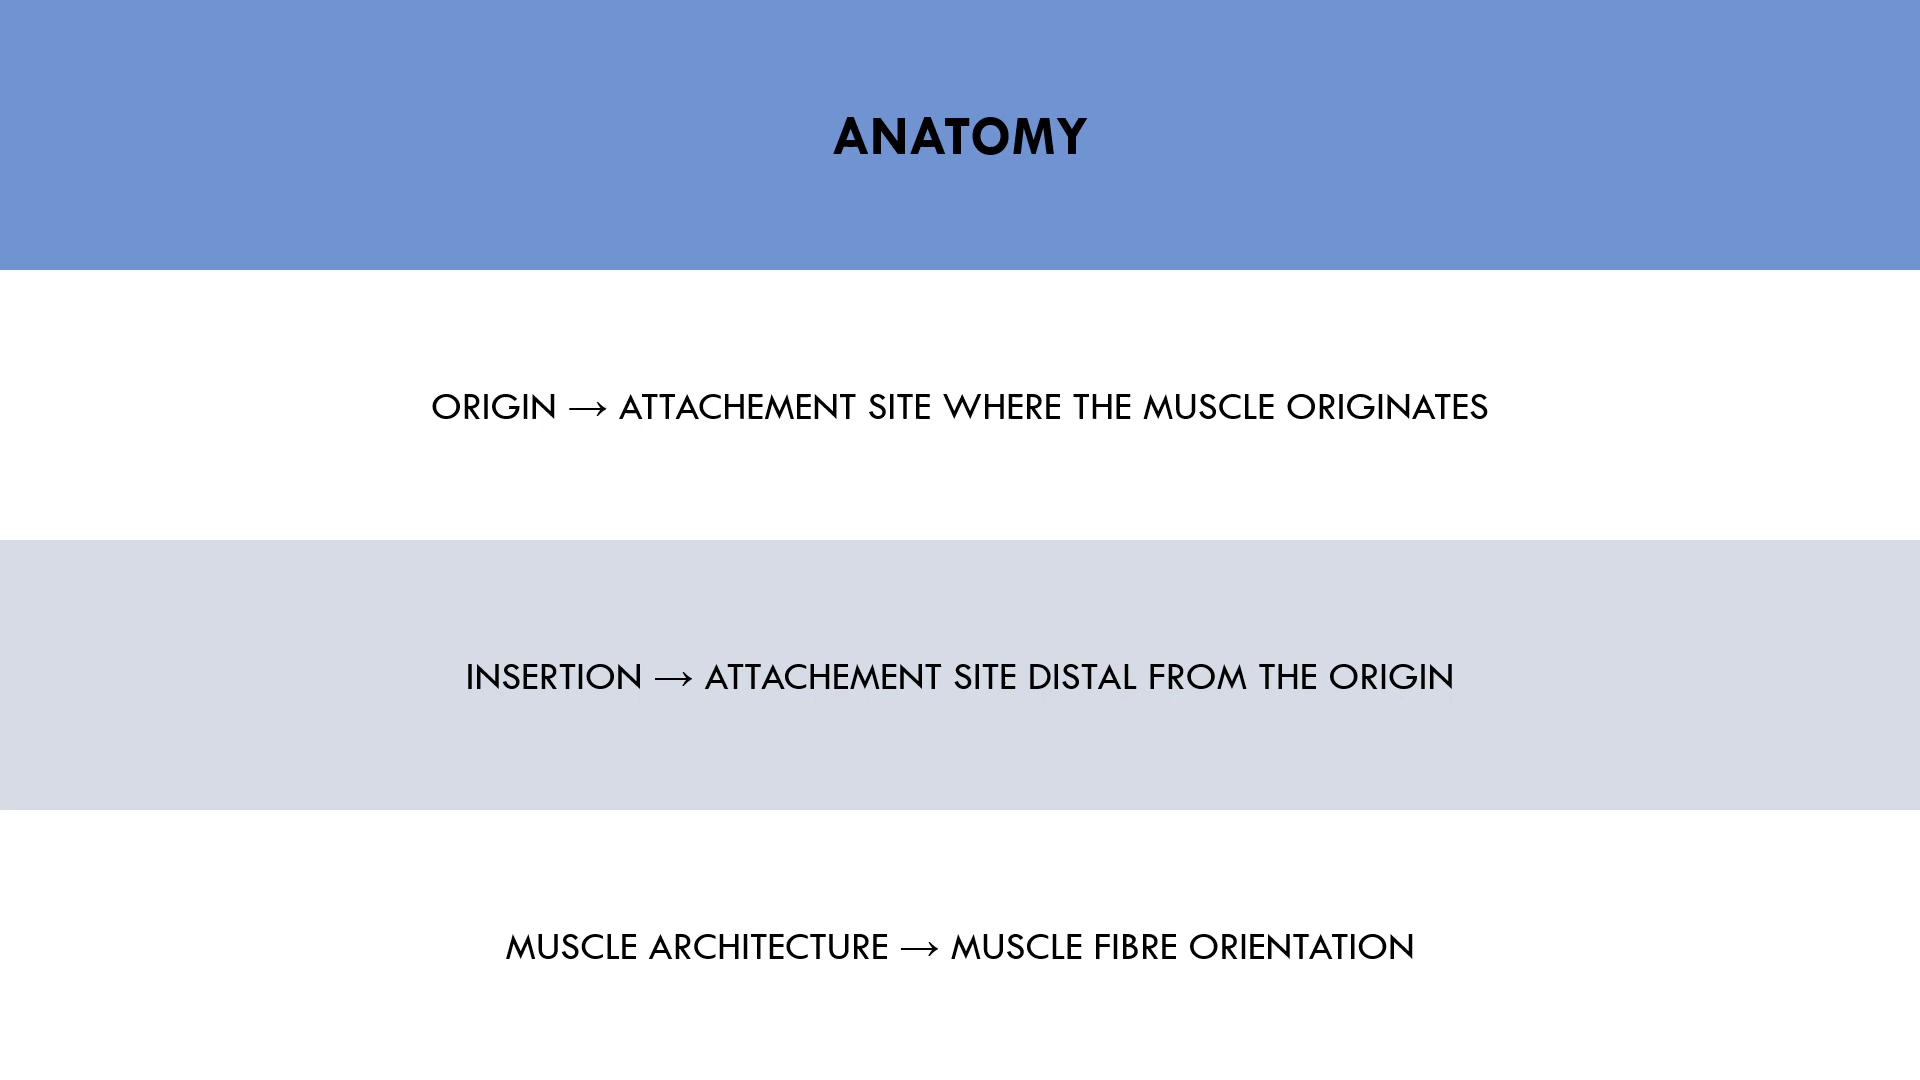 ANATOMY
ORIGIN → ATTACHEMENT SITE WHERE THE MUSCLE ORIGINATES
INSERTION → ATTACHEMENT SITE DISTAL FROM THE ORIGIN
MUSCLE ARCHITECTURE → MUSCLE FIBRE ORIENTATION